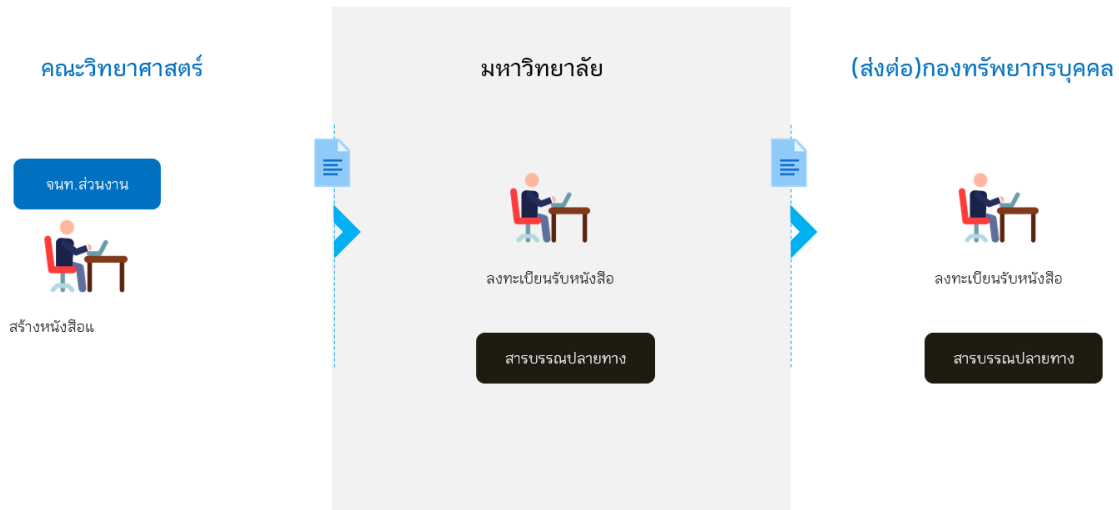 คณะวิทยาศาสตร์
มหาวิทยาลัย
(ส่งต่อ)กองทรัพยากรบุคคล
จนท.ส่วนงาน
สร้างหนังสือแ
ลงทะเบียนรับหนังสือ
ลงทะเบียนรับหนังสือ
สารบรรณปลายทาง
สารบรรณปลายทาง